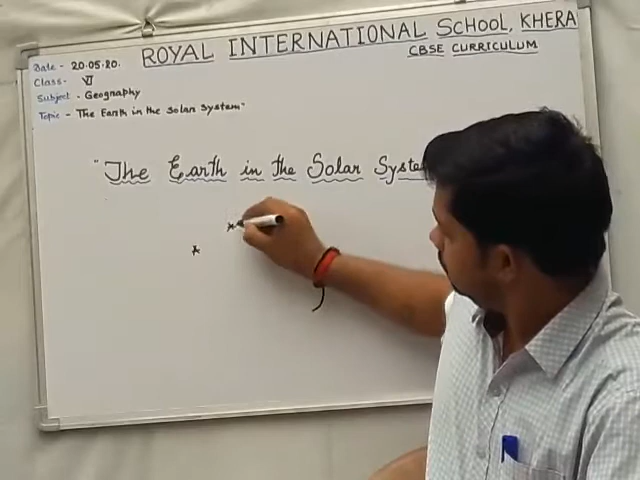 ROYAL INTERNATIONAL SCHOOL, KHERA
CBSE CURRICULUM
Date - 20.05.20.
Class - VI
Subject - Geography
Topic - The Earth in the Solar System"
"The Earth in the Solar Syste